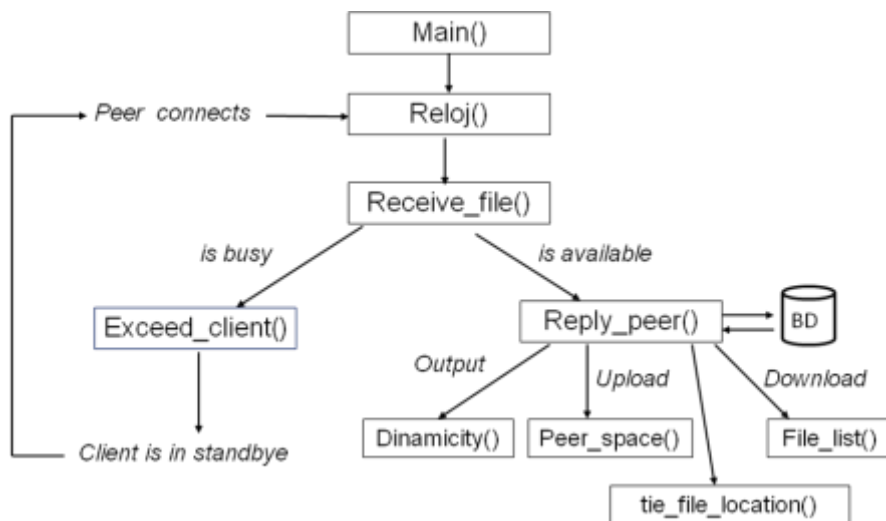 Main()
Peer connects
Reloj()
Receive_file()
is busy
is available
Exceed_client()
Reply_peer()
BD
Output
Upload
Download
Dinamicity()
Peer_space()
File_list()
Client is in standbye
tie_file_location()